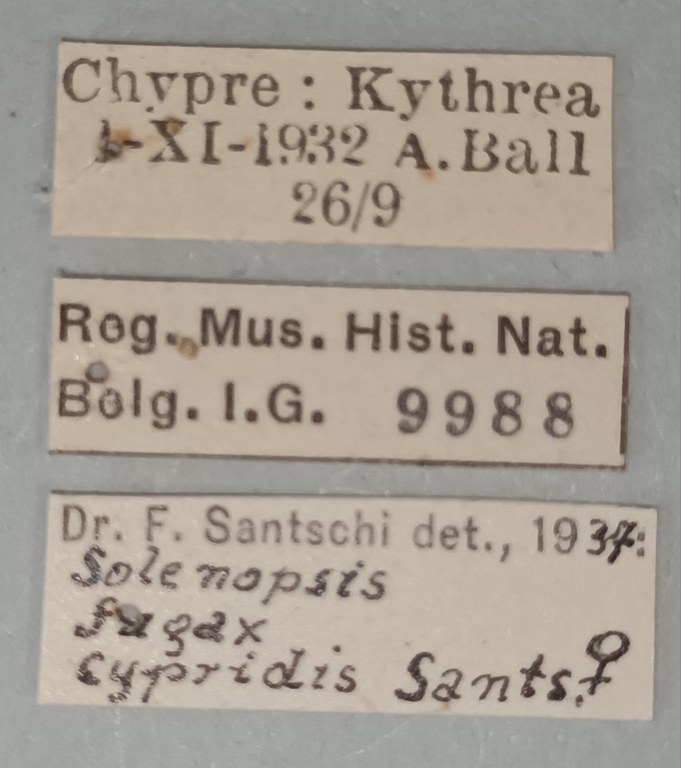 Chypre: Kythrea
-XI-1932 A. Ball
26/9
Reg. Mus. Hist. Nat.
Belg. I.G. 9988
Dr. F. Santschi det., 1937:
Solenopsis
fugax
cypridis Sants. ♀